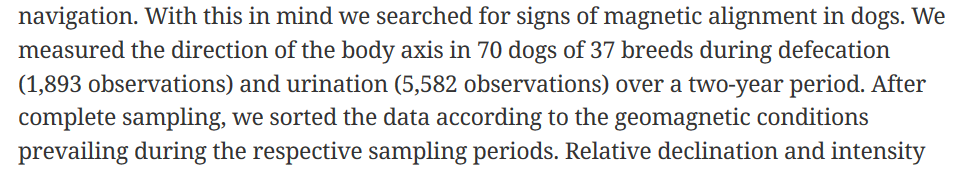 navigation. With this in mind we searched for signs of magnetic alignment in dogs. We
measured the direction of the body axis in 70 dogs of 37 breeds during defecation
(1,893 observations) and urination (5,582 observations) over a two-year period. After
complete sampling, we sorted the data according to the geomagnetic conditions
prevailing during the respective sampling periods. Relative declination and intensity